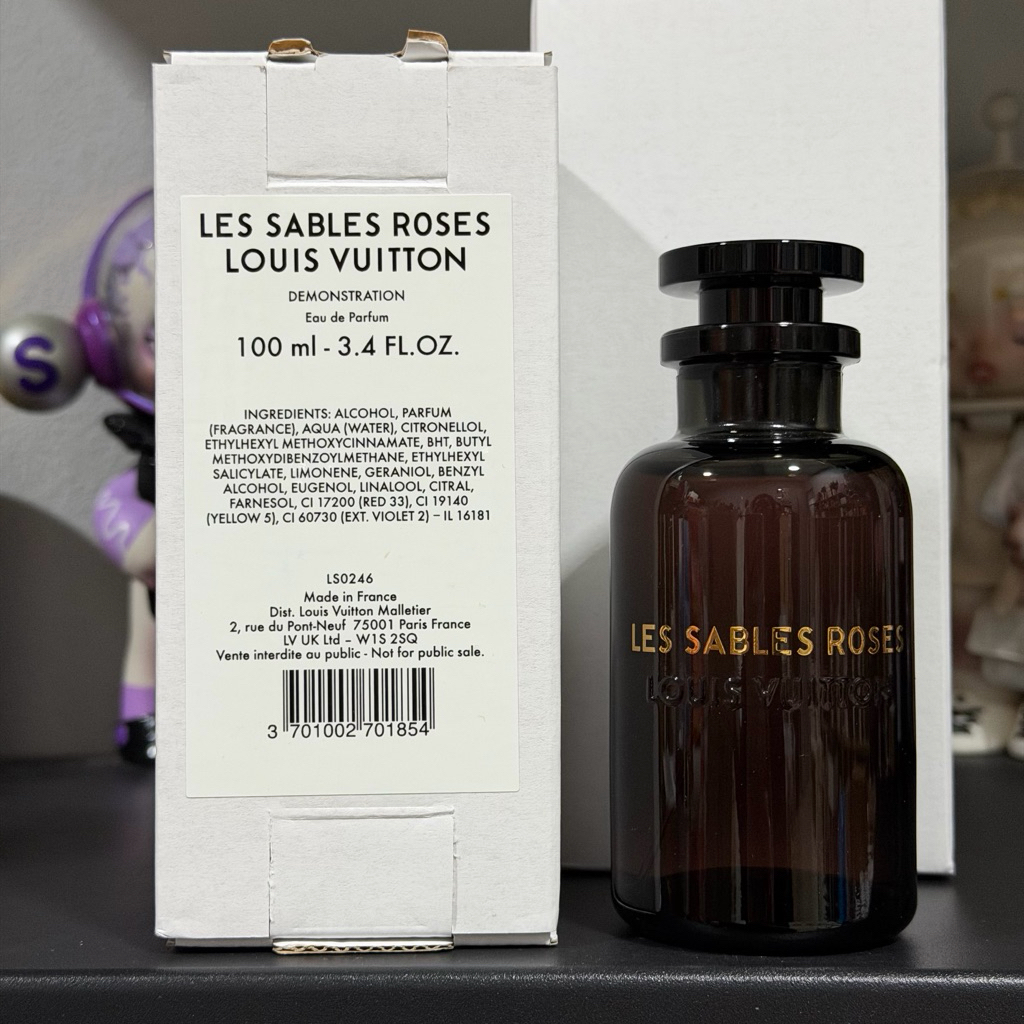 LES SABLES ROSES
LOUIS VUITTON
DEMONSTRATION
Eau de Parfum
100 ml - 3.4 FL.OZ.
INGREDIENTS: ALCOHOL, PARFUM
(FRAGRANCE), AQUA (WATER), CITRONELLOL,
ETHYLHEXYL METHOXYCINNAMATE, BHT, BUTYL
METHOXYDIBENZOYLMETHANE, ETHYLHEXYL
SALICYLATE, LIMONENE, GERANIOL, BENZYL
ALCOHOL, EUGENOL, LINALOOL, CITRAL,
FARNESOL, CI 17200 (RED 33), CI 19140
(YELLOW 5), CI 60730 (EXT. VIOLET 2) – IL 16181
LS0246
Made in France
Dist. Louis Vuitton Malletier
2, rue du Pont-Neuf 75001 Paris France
LV UK Ltd – W1S 2SQ
Vente interdite au public - Not for public sale.
3 701002 701854
LES SABLES ROSES
LOUIS VUITTON
S